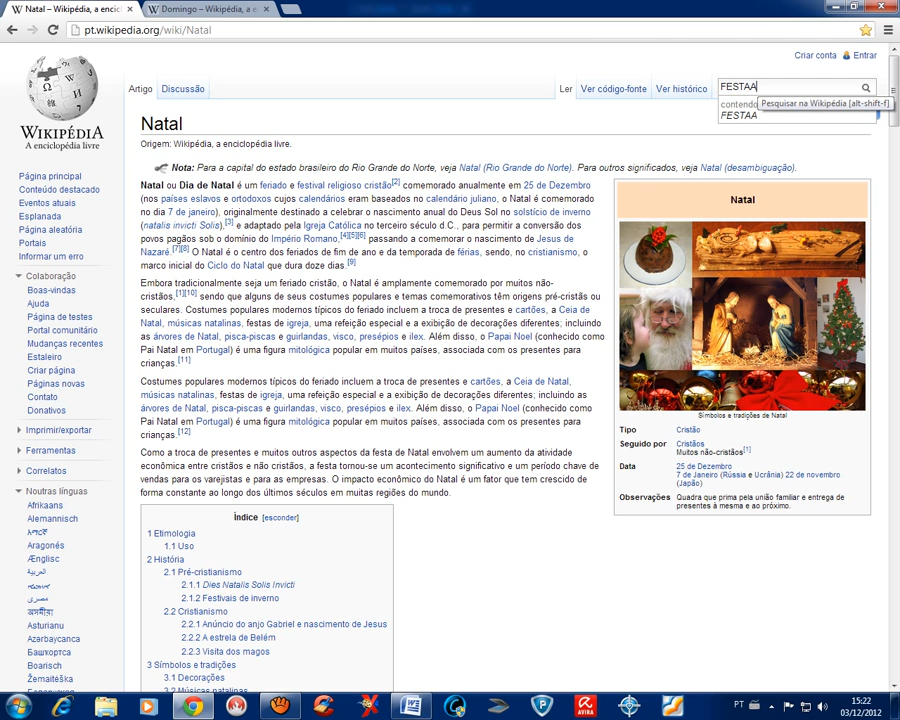 Natal – Wikipédia, a encicl
Domingo – Wikipédia, a e
pt.wikipedia.org/wiki/Natal
Criar conta Entrar
WIKIPÉDIA
A enciclopédia livre
Artigo Discussão
Ler Ver código-fonte Ver histórico
FESTAA
contendo
FESTAA
Pesquisar na Wikipédia [alt-shift-f]
Página principal
Conteúdo destacado
Eventos atuais
Esplanada
Página aleatória
Portais
Informar um erro
Colaboração
Boas-vindas
Ajuda
Página de testes
Portal comunitário
Mudanças recentes
Estaleiro
Criar página
Páginas novas
Contato
Donativos
Imprimir/exportar
Ferramentas
Correlatos
Noutras línguas
Afrikaans
Alemannisch
አማርኛ
Aragonés
Ænglisc
العربية
مصرى
অসমীয়া
Asturianu
Azərbaycanca
Башҡортса
Boarisch
Žemaitėška
Natal
Origem: Wikipédia, a enciclopédia livre.
Nota: Para a capital do estado brasileiro do Rio Grande do Norte, veja Natal (Rio Grande do Norte). Para outros significados, veja Natal (desambiguação).
Natal ou Dia de Natal é um feriado e festival religioso cristão[2] comemorado anualmente em 25 de Dezembro
(nos países eslavos e ortodoxos cujos calendários eram baseados no calendário juliano, o Natal é comemorado
no dia 7 de janeiro), originalmente destinado a celebrar o nascimento anual do Deus Sol no solstício de inverno
(natalis invicti Solis),[3] e adaptado pela Igreja Católica no terceiro século d.C., para permitir a conversão dos
povos pagãos sob o domínio do Império Romano,[4][5][6] passando a comemorar o nascimento de Jesus de
Nazaré.[7][8] O Natal é o centro dos feriados de fim de ano e da temporada de férias, sendo, no cristianismo, o
marco inicial do Ciclo do Natal que dura doze dias.[9]
Embora tradicionalmente seja um feriado cristão, o Natal é amplamente comemorado por muitos não-
cristãos,[1][10] sendo que alguns de seus costumes populares e temas comemorativos têm origens pré-cristãs ou
seculares. Costumes populares modernos típicos do feriado incluem a troca de presentes e cartões, a Ceia de
Natal, músicas natalinas, festas de igreja, uma refeição especial e a exibição de decorações diferentes; incluindo
as árvores de Natal, pisca-piscas e guirlandas, visco, presépios e ilex. Além disso, o Papai Noel (conhecido como
Pai Natal em Portugal) é uma figura mitológica popular em muitos países, associada com os presentes para
crianças.[11]
Costumes populares modernos típicos do feriado incluem a troca de presentes e cartões, a Ceia de Natal,
músicas natalinas, festas de igreja, uma refeição especial e a exibição de decorações diferentes; incluindo as
árvores de Natal, pisca-piscas e guirlandas, visco, presépios e ilex. Além disso, o Papai Noel (conhecido como
Pai Natal em Portugal) é uma figura mitológica popular em muitos países, associada com os presentes para
crianças.[12]
Como a troca de presentes e muitos outros aspectos da festa de Natal envolvem um aumento da atividade
econômica entre cristãos e não cristãos, a festa tornou-se um acontecimento significativo e um período chave de
vendas para os varejistas e para as empresas. O impacto econômico do Natal é um fator que tem crescido de
forma constante ao longo dos últimos séculos em muitas regiões do mundo.
Índice [esconder]
1 Etimologia
1.1 Uso
2 História
2.1 Pré-cristianismo
2.1.1 Dies Natalis Solis Invicti
2.1.2 Festivais de inverno
2.2 Cristianismo
2.2.1 Anúncio do anjo Gabriel e nascimento de Jesus
2.2.2 A estrela de Belém
2.2.3 Visita dos magos
3 Símbolos e tradições
3.1 Decorações
3.2 Músicas natalinas
Natal
Símbolos e tradições de Natal
Tipo Cristão
Seguido por Cristãos
Muitos não-cristãos[1]
Data 25 de Dezembro
7 de Janeiro (Rússia e Ucrânia) 22 de novembro
(Japão)
Observações Quadra que prima pela união familiar e entrega de
presentes à mesma e ao próximo.
AVIRA
PT
15:22
03/12/2012